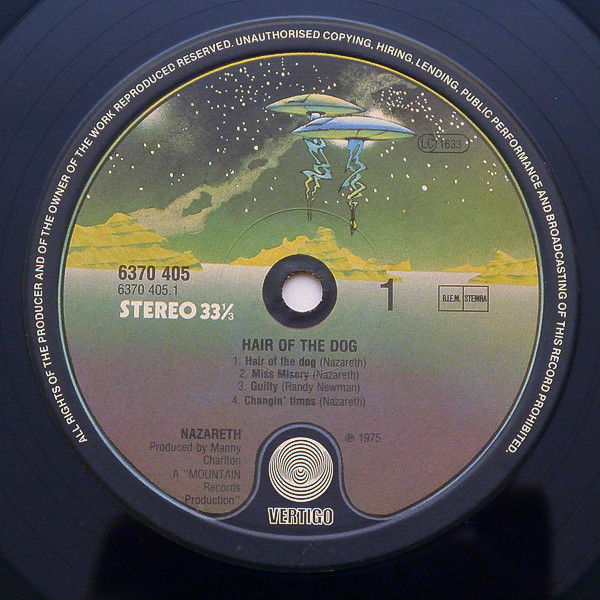 ALL RIGHTS OF THE PRODUCER AND OF THE OWNER OF THE WORK REPRODUCED RESERVED. UNAUTHORISED COPYING, HIRING, LENDING, PUBLIC PERFORMANCE AND BROADCASTING OF THIS RECORD PROHIBITED.
LC 1633
6370 405
6370 405.1
STEREO 33⅓
1
B.I.E.M. STEMRA
HAIR OF THE DOG
1. Hair of the dog (Nazareth)
2. Miss Misery (Nazareth)
3. Guilty (Randy Newman)
4. Changin' times (Nazareth)
NAZARETH
Produced by Manny
Charlton
A "MOUNTAIN
Records
Production"
℗ 1975
VERTIGO